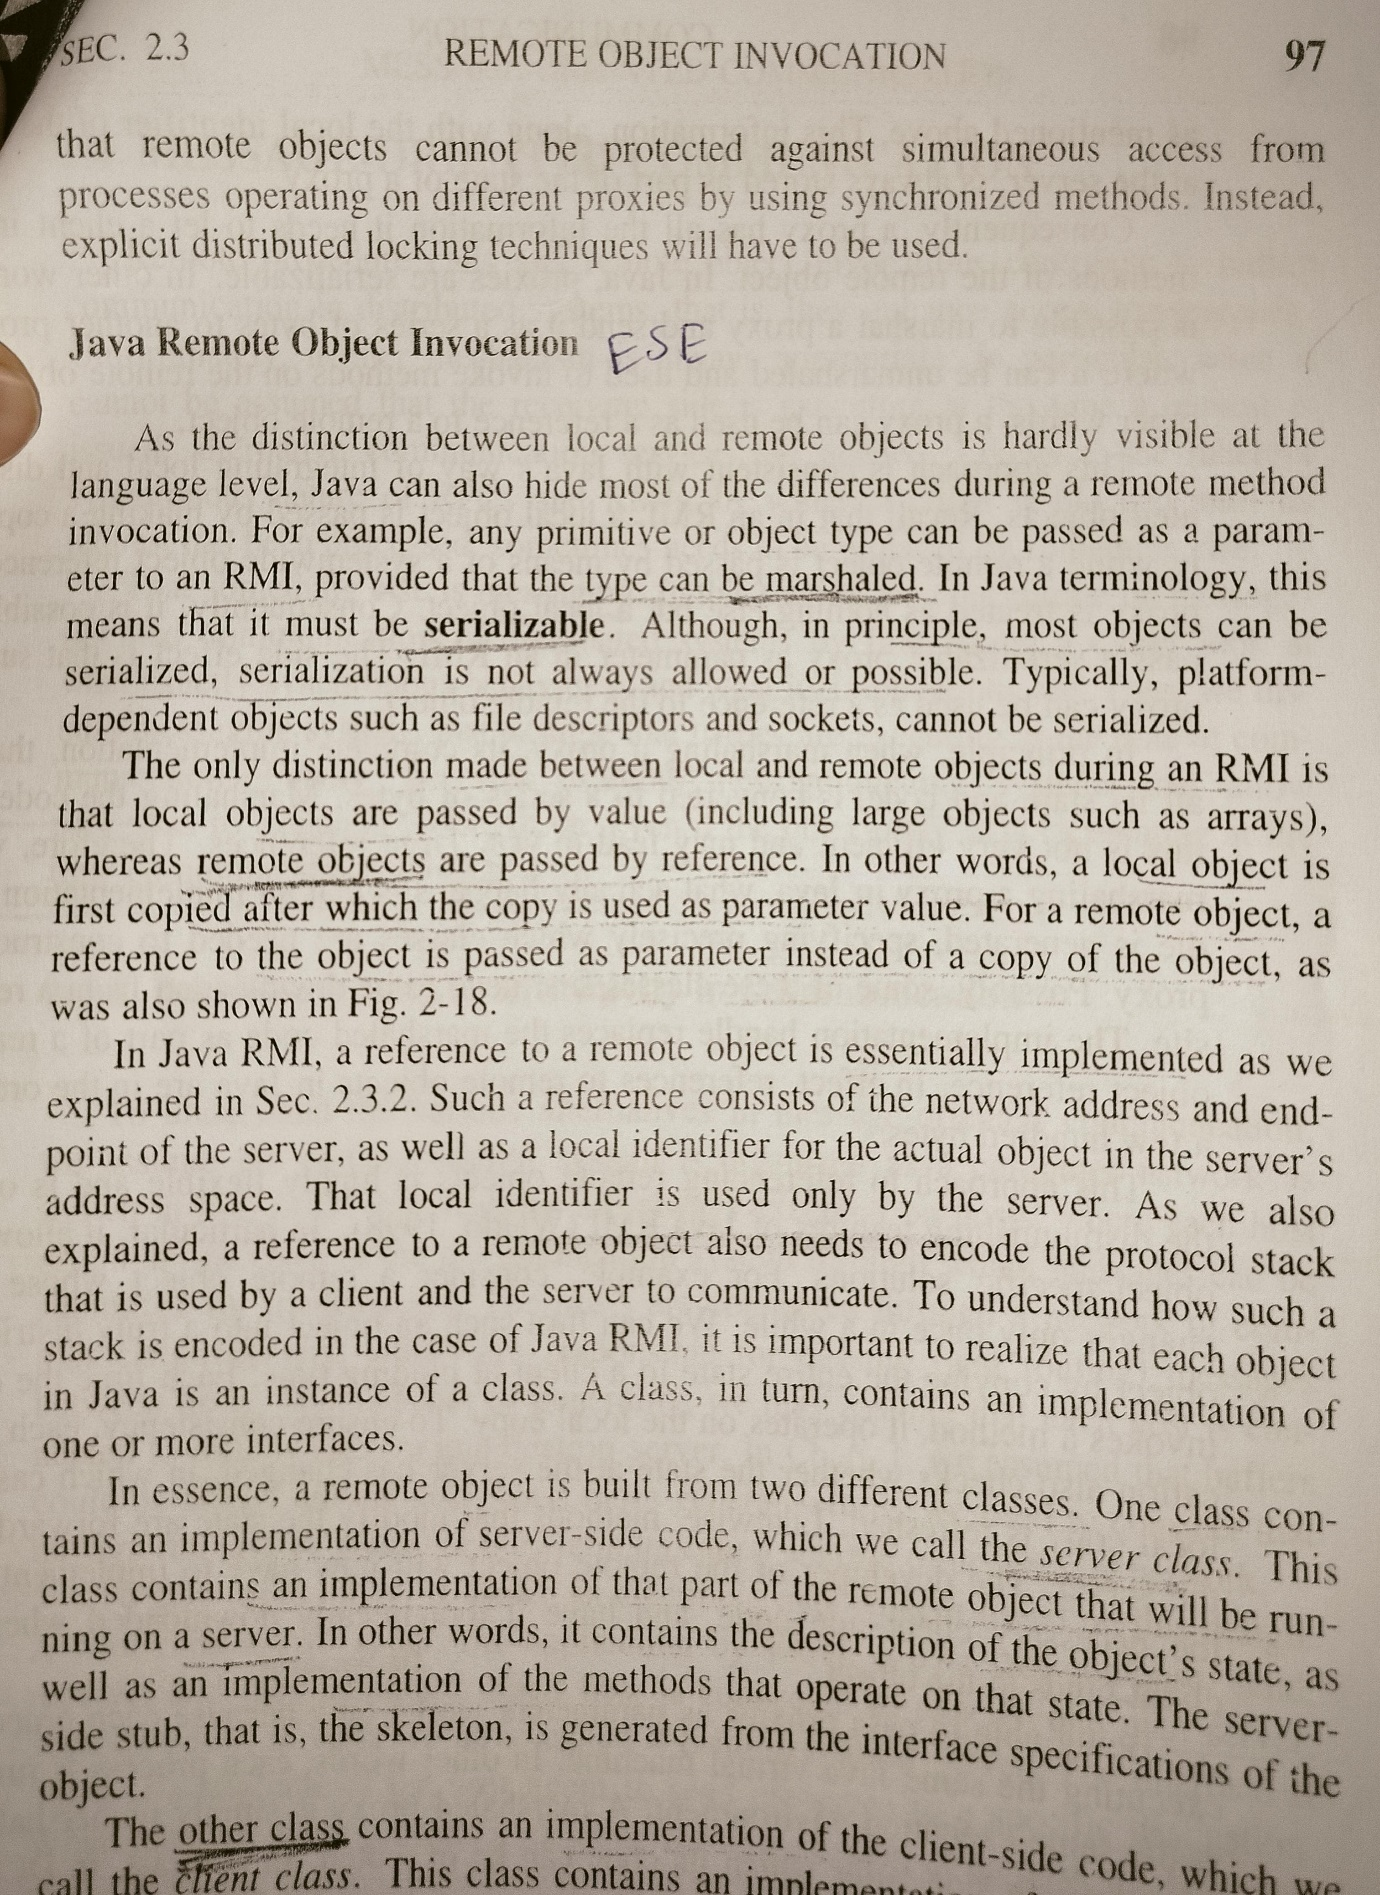 SEC. 2.3 REMOTE OBJECT INVOCATION 97
that remote objects cannot be protected against simultaneous access from
processes operating on different proxies by using synchronized methods. Instead,
explicit distributed locking techniques will have to be used.
Java Remote Object Invocation ESE
As the distinction between local and remote objects is hardly visible at the
language level, Java can also hide most of the differences during a remote method
invocation. For example, any primitive or object type can be passed as a param-
eter to an RMI, provided that the type can be marshaled. In Java terminology, this
means that it must be serializable. Although, in principle, most objects can be
serialized, serialization is not always allowed or possible. Typically, platform-
dependent objects such as file descriptors and sockets, cannot be serialized.
The only distinction made between local and remote objects during an RMI is
that local objects are passed by value (including large objects such as arrays),
whereas remote objects are passed by reference. In other words, a local object is
first copied after which the copy is used as parameter value. For a remote object, a
reference to the object is passed as parameter instead of a copy of the object, as
was also shown in Fig. 2-18.
In Java RMI, a reference to a remote object is essentially implemented as we
explained in Sec. 2.3.2. Such a reference consists of the network address and end-
point of the server, as well as a local identifier for the actual object in the server's
address space. That local identifier is used only by the server. As we also
explained, a reference to a remote object also needs to encode the protocol stack
that is used by a client and the server to communicate. To understand how such a
stack is encoded in the case of Java RMI, it is important to realize that each object
in Java is an instance of a class. A class, in turn, contains an implementation of
one or more interfaces.
In essence, a remote object is built from two different classes. One class con-
tains an implementation of server-side code, which we call the server class. This
class contains an implementation of that part of the remote object that will be run-
ning on a server. In other words, it contains the description of the object's state, as
well as an implementation of the methods that operate on that state. The server-
side stub, that is, the skeleton, is generated from the interface specifications of the
object.
The other class contains an implementation of the client-side code, which we
call the client class. This class contains an